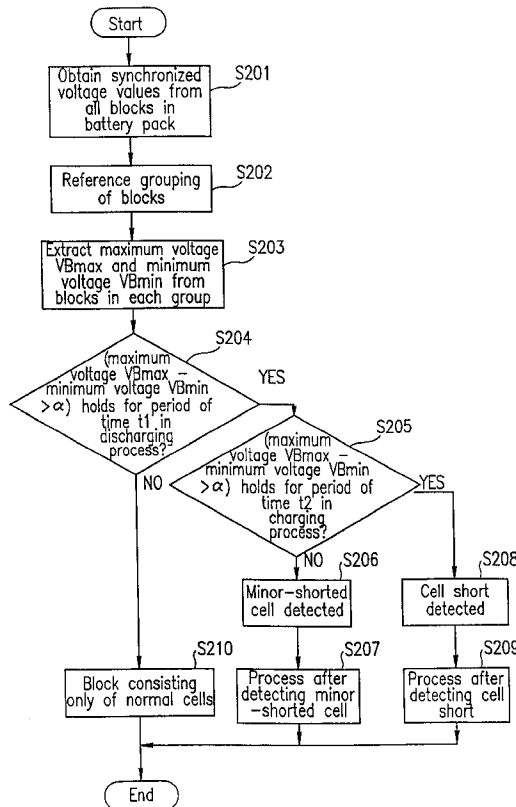 Start
S201
Obtain synchronized
voltage values from
all blocks in
battery pack
S202
Reference grouping
of blocks
S203
Extract maximum voltage
VBmax and minimum
voltage VBmin from
blocks in each group
S204
(maximum
voltage VBmax –
minimum voltage VBmin
>α) holds for period of
time t1 in
discharging
process?
YES
NO
S205
(maximum
voltage VBmax –
minimum voltage VBmin
>α) holds for period of
time t2 in
charging
process?
YES
NO
S206
Minor-shorted
cell detected
S208
Cell short
detected
S210
Block consisting
only of normal cells
S207
Process after
detecting minor
-shorted cell
S209
Process after
detecting cell
short
End